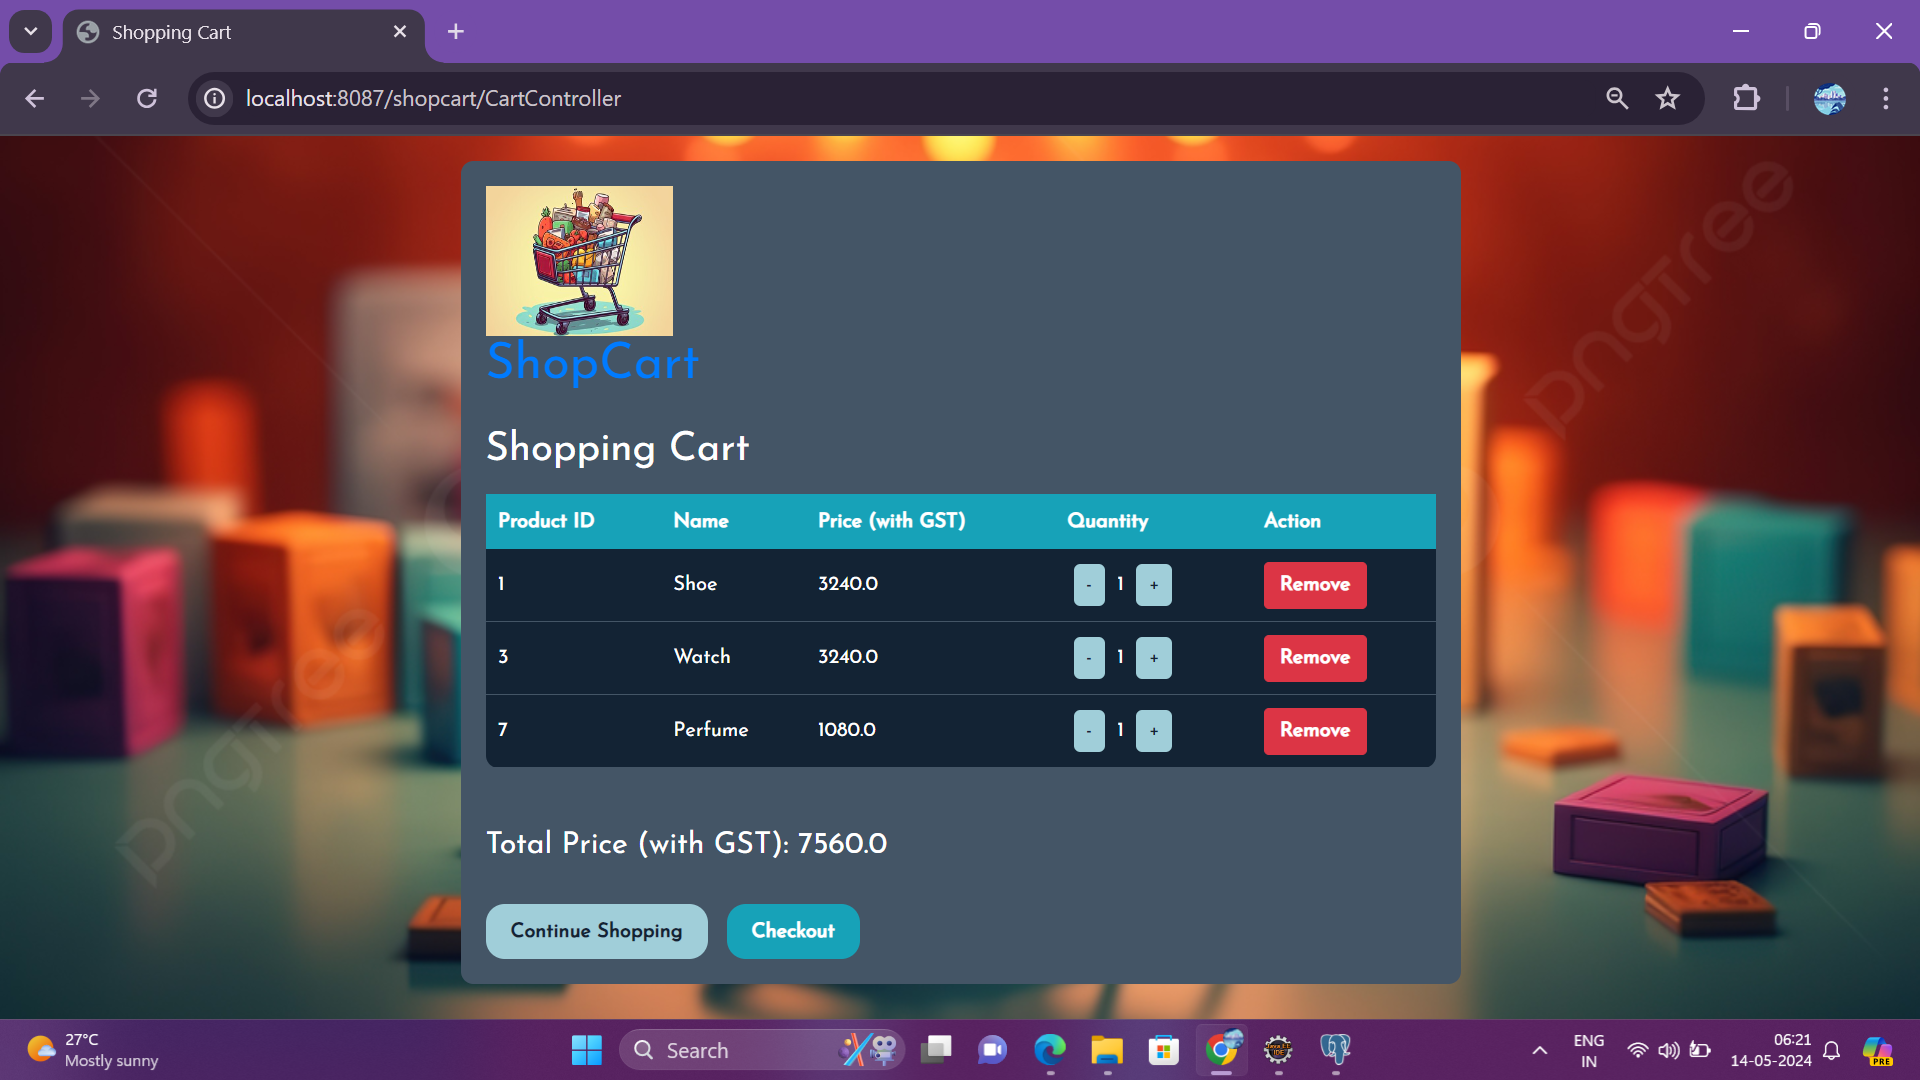 Shopping Cart
localhost:8087/shopcart/CartController
ShopCart
Shopping Cart
Product ID Name Price (with GST) Quantity Action
1 Shoe 3240.0 - 1 + Remove
3 Watch 3240.0 - 1 + Remove
7 Perfume 1080.0 - 1 + Remove
Total Price (with GST): 7560.0
Continue Shopping Checkout
pngtree
pngtree
27°C
Mostly sunny
Search
ENG
IN
06:21
14-05-2024
PRE